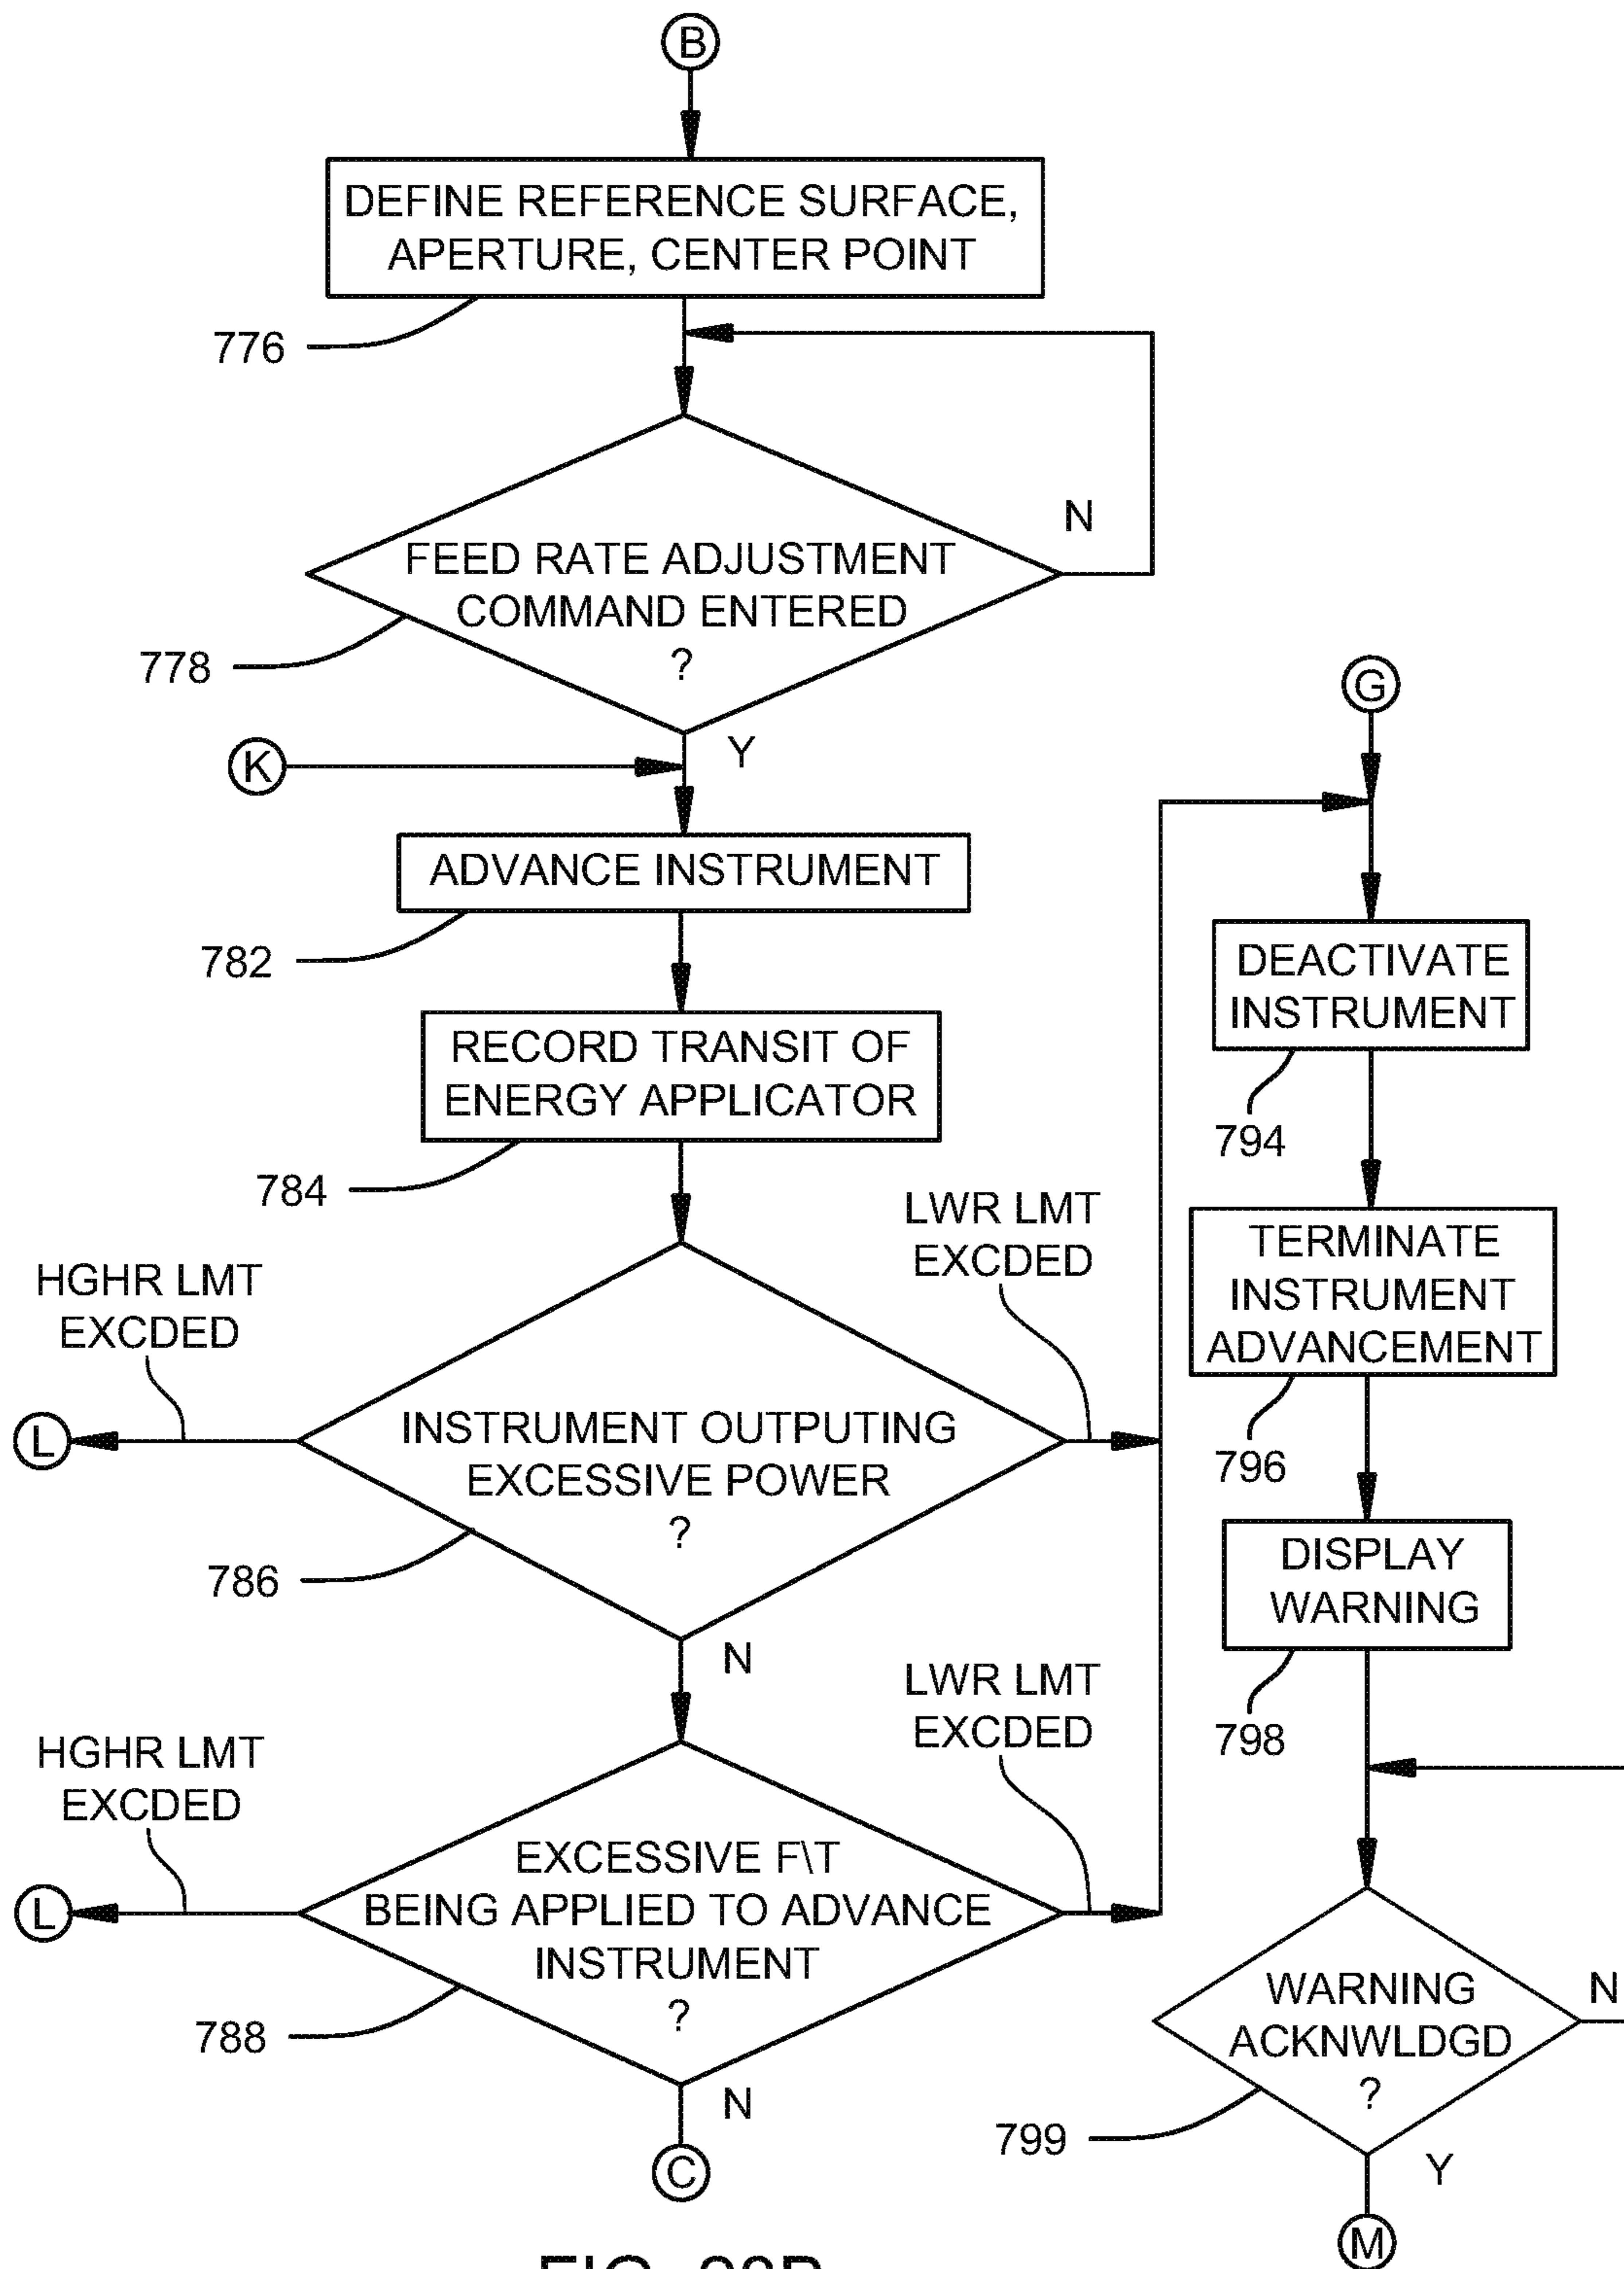 B
DEFINE REFERENCE SURFACE,
APERTURE, CENTER POINT
776
N
FEED RATE ADJUSTMENT
COMMAND ENTERED
?
778
Y
K
ADVANCE INSTRUMENT
782
RECORD TRANSIT OF
ENERGY APPLICATOR
784
HGHR LMT
EXCDED
LWR LMT
EXCDED
L
INSTRUMENT OUTPUTING
EXCESSIVE POWER
?
786
N
HGHR LMT
EXCDED
LWR LMT
EXCDED
L
EXCESSIVE F\T
BEING APPLIED TO ADVANCE
INSTRUMENT
?
788
N
C
G
DEACTIVATE
INSTRUMENT
794
TERMINATE
INSTRUMENT
ADVANCEMENT
796
DISPLAY
WARNING
798
WARNING
ACKNWLDGD
?
N
799
Y
M